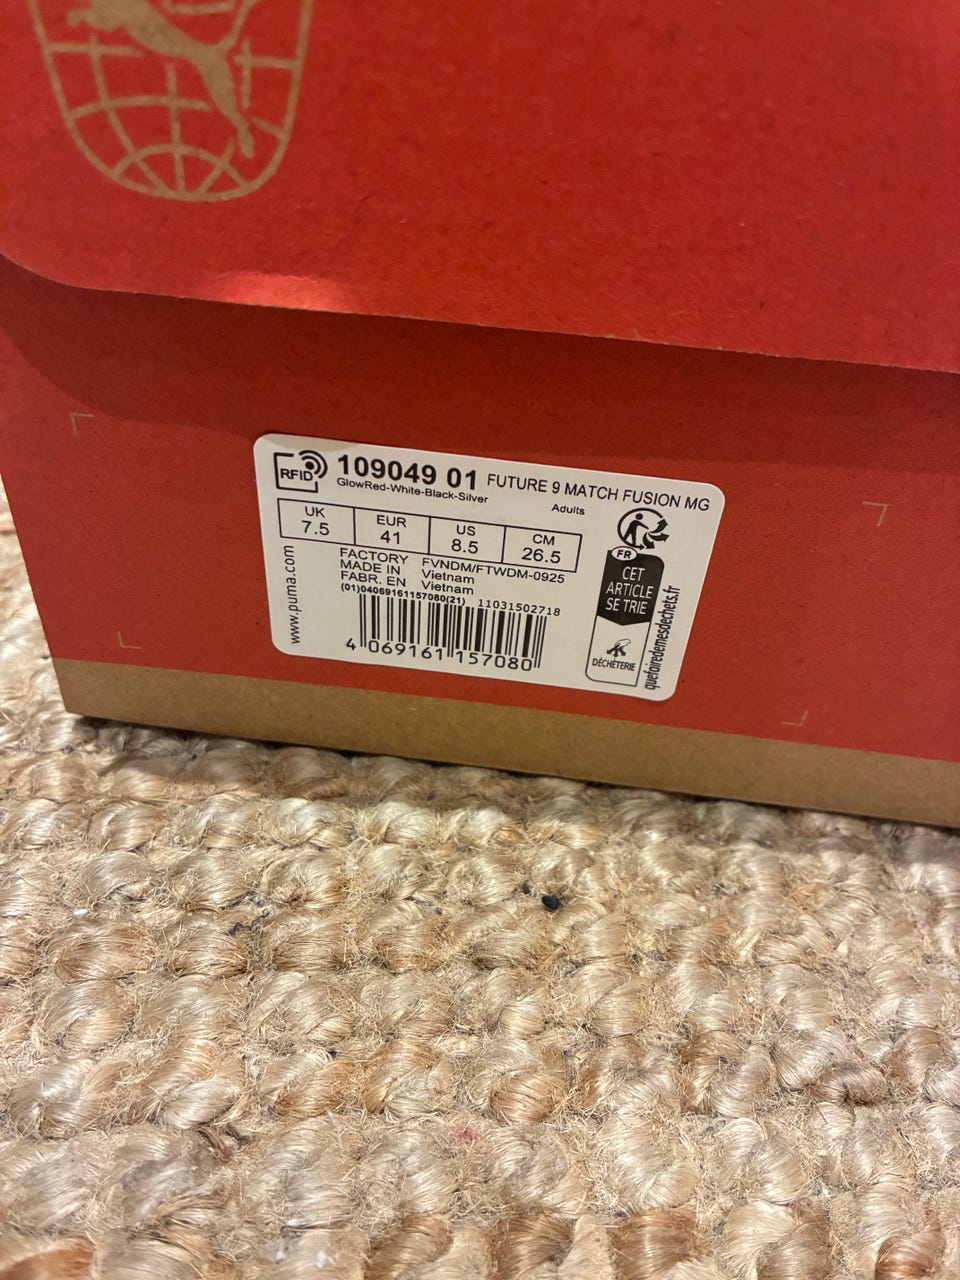 RFID
109049 01 FUTURE 9 MATCH FUSION MG
GlowRed-White-Black-Silver
Adults
UK EUR US CM
7.5 41 8.5 26.5
FACTORY FVNDM/FTWDM-0925
MADE IN Vietnam
FABR. EN Vietnam
(01)04069161157080(21) 11031502718
4 069161 157080
www.puma.com
FR
CET
ARTICLE
SE TRIE
DÉCHÈTERIE
quefairedemesdechets.fr